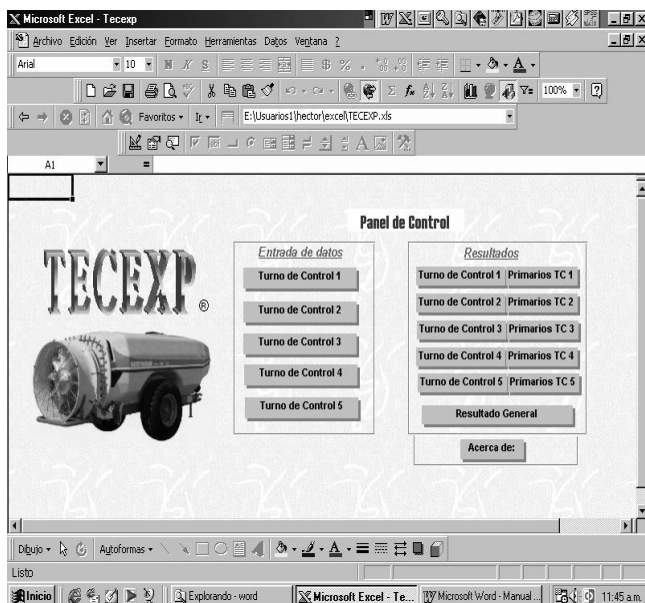 Microsoft Excel - Tecexp
Archivo Edición Ver Insertar Formato Herramientas Datos Ventana ?
Arial 10 N K S $ % 
100%
Favoritos Ir E:\Usuarios1\hector\excel\TECEXP.xls
A1 =
Panel de Control
TECEXP ®
Entrada de datos
Turno de Control 1
Turno de Control 2
Turno de Control 3
Turno de Control 4
Turno de Control 5
Resultados
Turno de Control 1 Primarios TC 1
Turno de Control 2 Primarios TC 2
Turno de Control 3 Primarios TC 3
Turno de Control 4 Primarios TC 4
Turno de Control 5 Primarios TC 5
Resultado General
Acerca de:
Dibujo Autoformas
Listo
Inicio Explorando - word Microsoft Excel - Te... Microsoft Word - Manual ... 11:45 a.m.